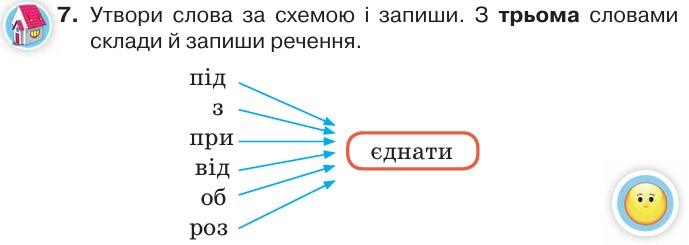 7. Утвори слова за схемою і запиши. З трьома словами
склади й запиши речення.
під
з
при
від
об
роз
єднати